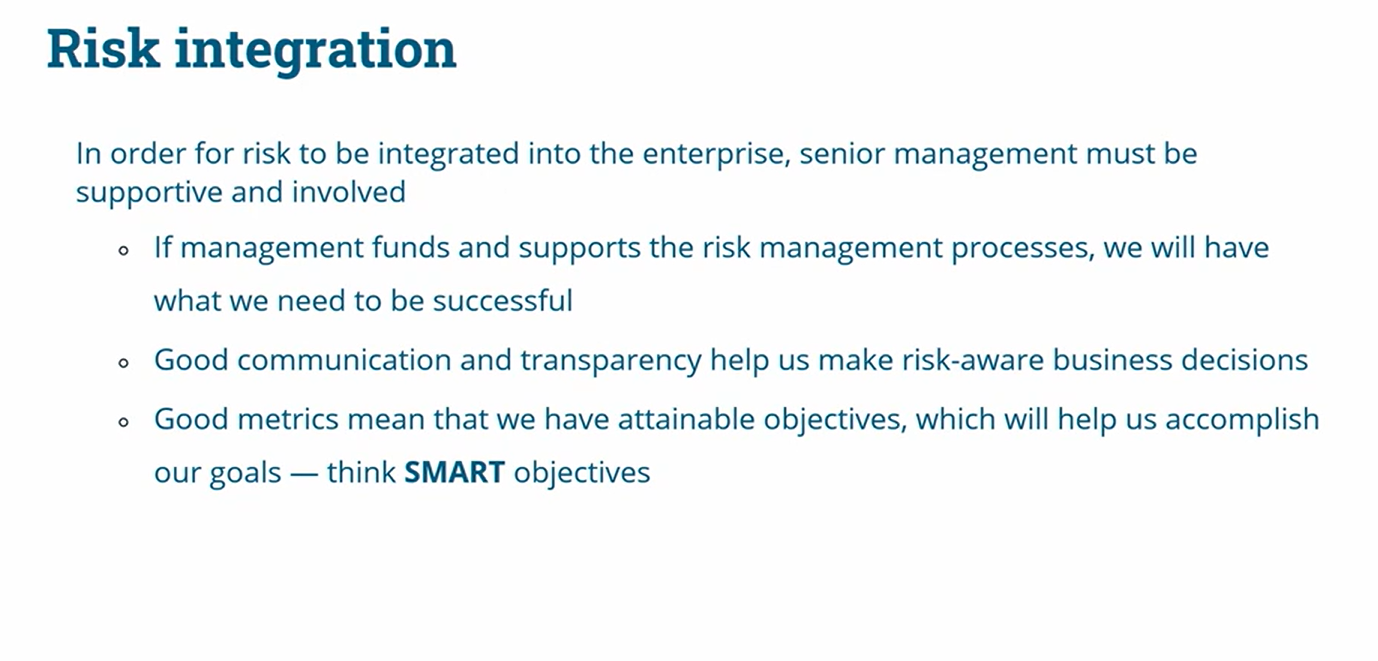 Risk integration
In order for risk to be integrated into the enterprise, senior management must be
supportive and involved
If management funds and supports the risk management processes, we will have
what we need to be successful
Good communication and transparency help us make risk-aware business decisions
Good metrics mean that we have attainable objectives, which will help us accomplish
our goals — think SMART objectives